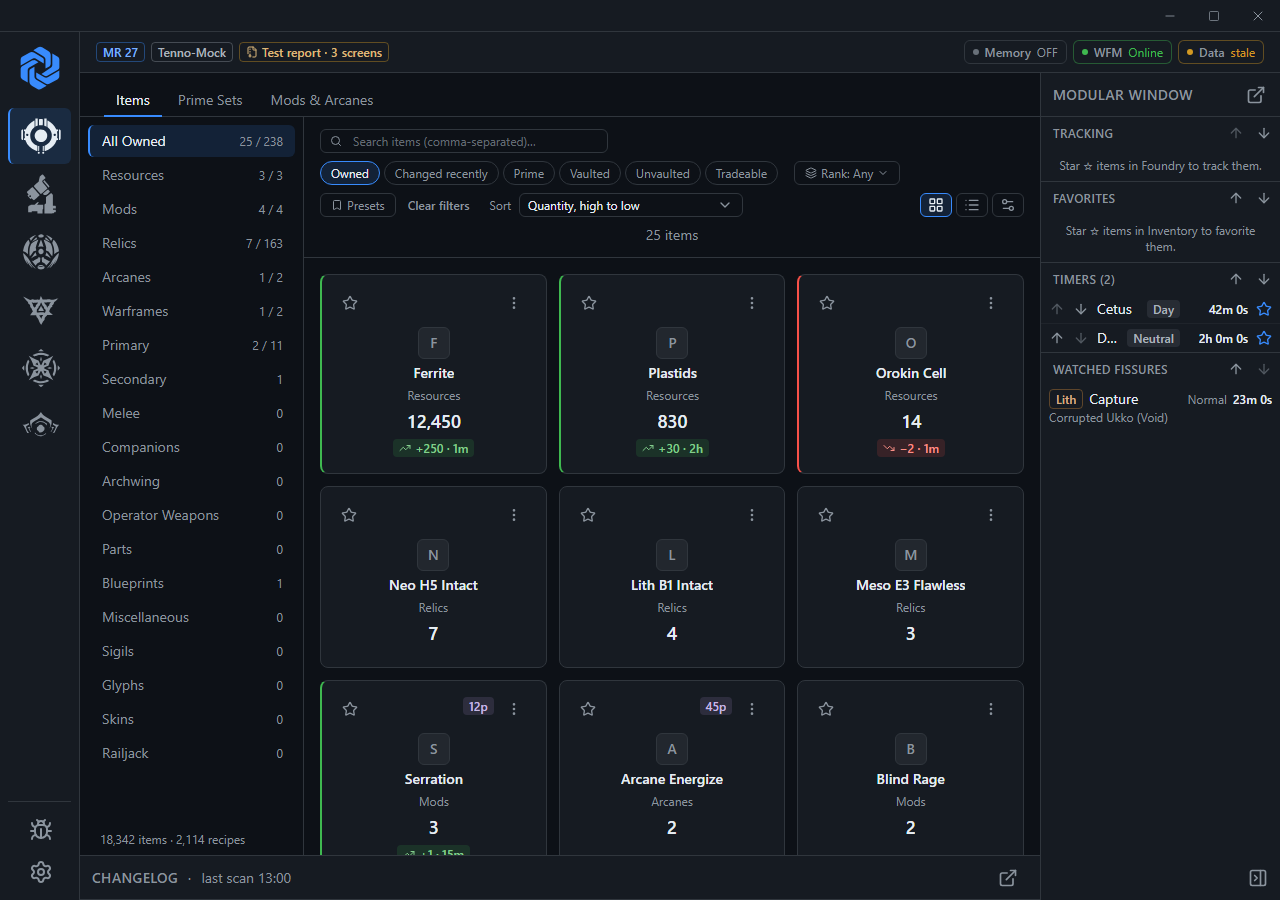 MR 27
Tenno-Mock
Test report · 3 screens
Memory OFF
WFM Online
Data stale
Items
Prime Sets
Mods & Arcanes
All Owned 25 / 238
Resources 3 / 3
Mods 4 / 4
Relics 7 / 163
Arcanes 1 / 2
Warframes 1 / 2
Primary 2 / 11
Secondary 1
Melee 0
Companions 0
Archwing 0
Operator Weapons 0
Parts 0
Blueprints 1
Miscellaneous 0
Sigils 0
Glyphs 0
Skins 0
Railjack 0
18,342 items · 2,114 recipes
Search items (comma-separated)...
Owned
Changed recently
Prime
Vaulted
Unvaulted
Tradeable
Rank: Any
Presets
Clear filters
Sort
Quantity, high to low
25 items
F
Ferrite
Resources
12,450
+250 · 1m
P
Plastids
Resources
830
+30 · 2h
O
Orokin Cell
Resources
14
−2 · 1m
N
Neo H5 Intact
Relics
7
L
Lith B1 Intact
Relics
4
M
Meso E3 Flawless
Relics
3
S
12p
Serration
Mods
3
+1 · 15m
A
45p
Arcane Energize
Arcanes
2
B
Blind Rage
Mods
2
MODULAR WINDOW
TRACKING
Star ☆ items in Foundry to track them.
FAVORITES
Star ☆ items in Inventory to favorite
them.
TIMERS (2)
Cetus Day 42m 0s
D... Neutral 2h 0m 0s
WATCHED FISSURES
Lith Capture Normal 23m 0s
Corrupted Ukko (Void)
CHANGELOG · last scan 13:00